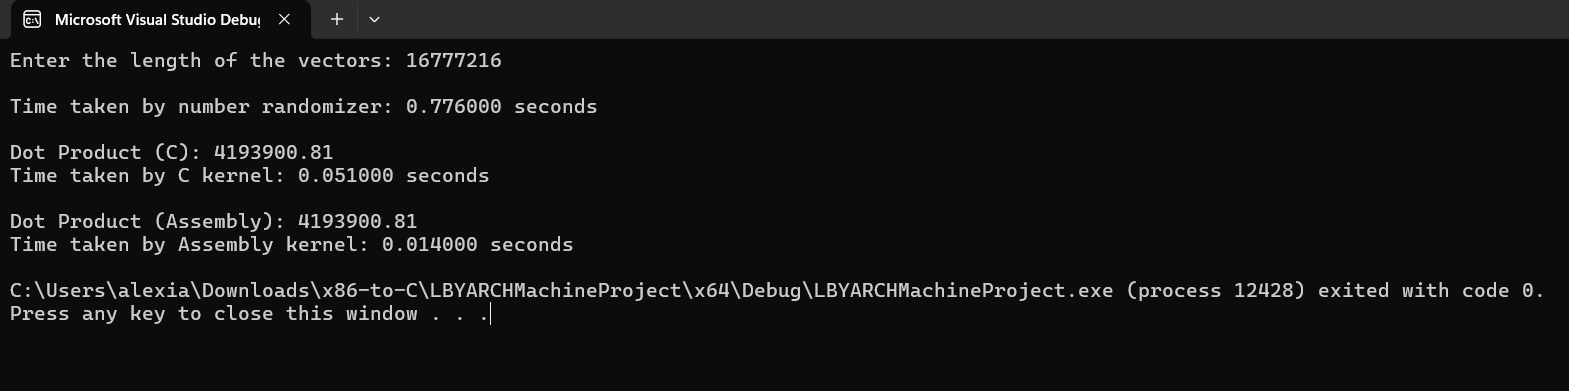 Microsoft Visual Studio Debug
Enter the length of the vectors: 16777216
Time taken by number randomizer: 0.776000 seconds
Dot Product (C): 4193900.81
Time taken by C kernel: 0.051000 seconds
Dot Product (Assembly): 4193900.81
Time taken by Assembly kernel: 0.014000 seconds
C:\Users\alexia\Downloads\x86-to-C\LBYARCHMachineProject\x64\Debug\LBYARCHMachineProject.exe (process 12428) exited with code 0.
Press any key to close this window . . .